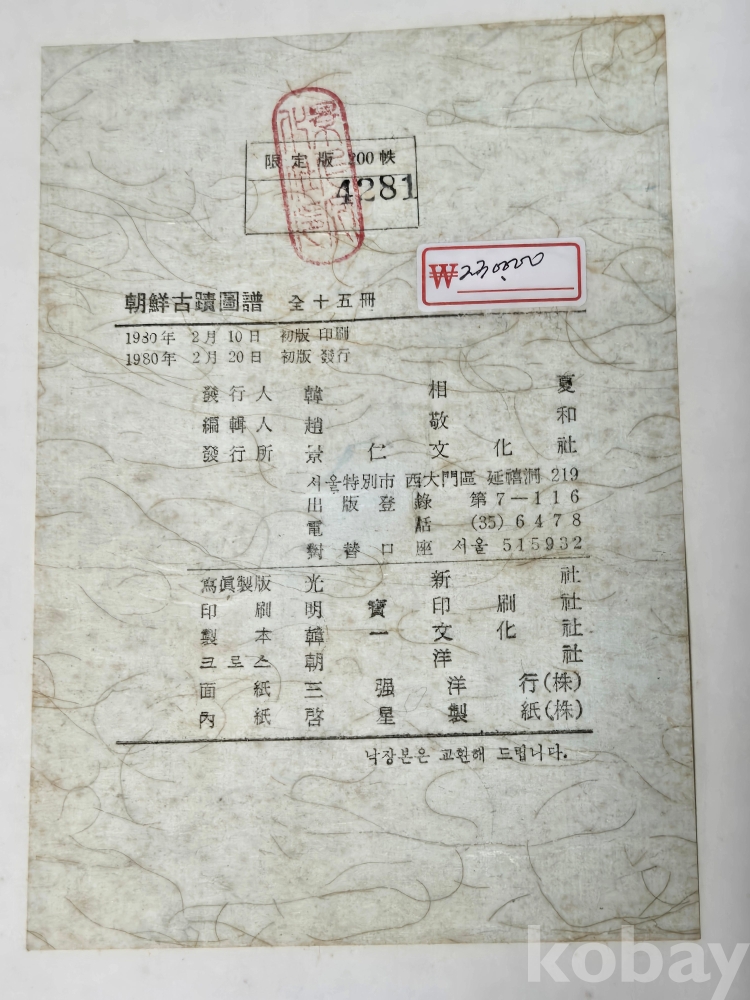 限定版 200帙
4281
₩ 230,000
朝鮮古蹟圖譜 全十五冊
1980年 2月 10日 初版 印刷
1980年 2月 20日 初版 發行
發行人 韓相夏
編輯人 趙敬和
發行所 景仁文化社
서울特別市 西大門區 延禧洞 219
出版登錄 第7—116
電話 (35) 6478
對替口座 서울 515932
寫眞製版 光新社
印刷 明寶印刷社
製本 韓一文化社
크로스 朝洋社
面紙 三强洋行(株)
內紙 啓星製紙(株)
낙장본은 교환해 드립니다.
kobay